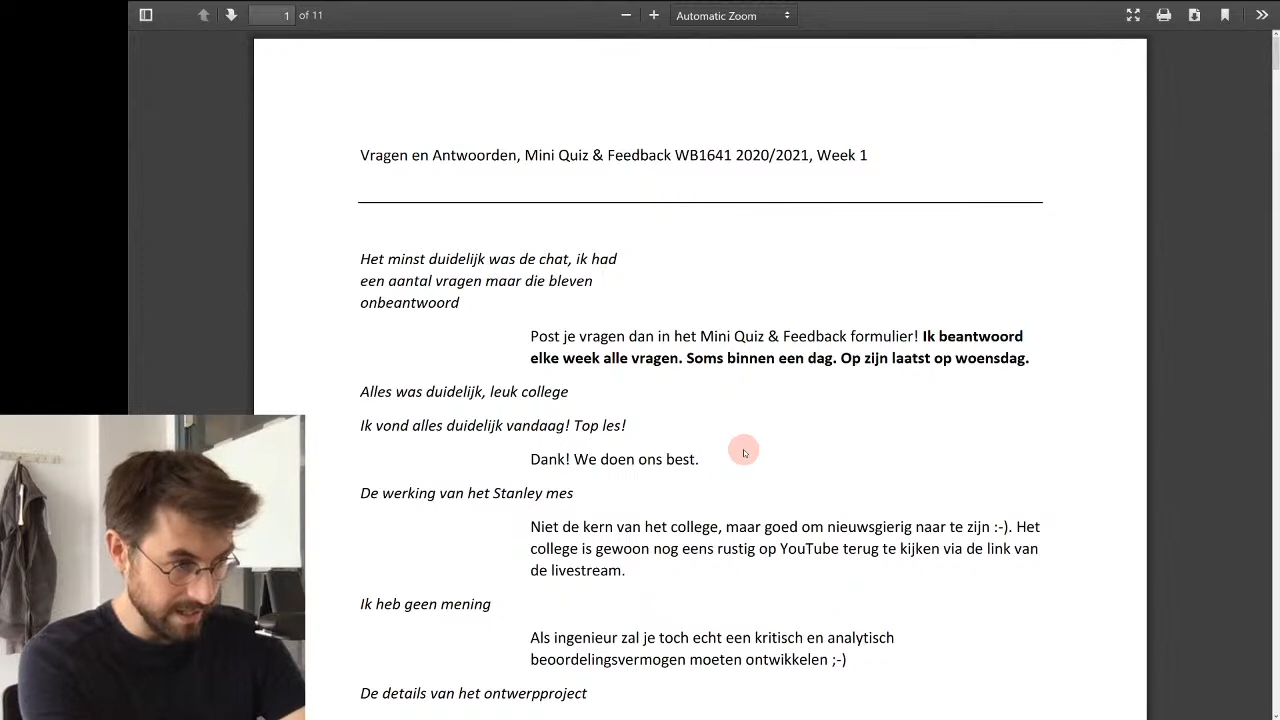 1 of 11
Automatic Zoom
Vragen en Antwoorden, Mini Quiz & Feedback WB1641 2020/2021, Week 1
Het minst duidelijk was de chat, ik had
een aantal vragen maar die bleven
onbeantwoord
Post je vragen dan in het Mini Quiz & Feedback formulier! Ik beantwoord
elke week alle vragen. Soms binnen een dag. Op zijn laatst op woensdag.
Alles was duidelijk, leuk college
Ik vond alles duidelijk vandaag! Top les!
Dank! We doen ons best.
De werking van het Stanley mes
Niet de kern van het college, maar goed om nieuwsgierig naar te zijn :-). Het
college is gewoon nog eens rustig op YouTube terug te kijken via de link van
de livestream.
Ik heb geen mening
Als ingenieur zal je toch echt een kritisch en analytisch
beoordelingsvermogen moeten ontwikkelen ;-)
De details van het ontwerpproject